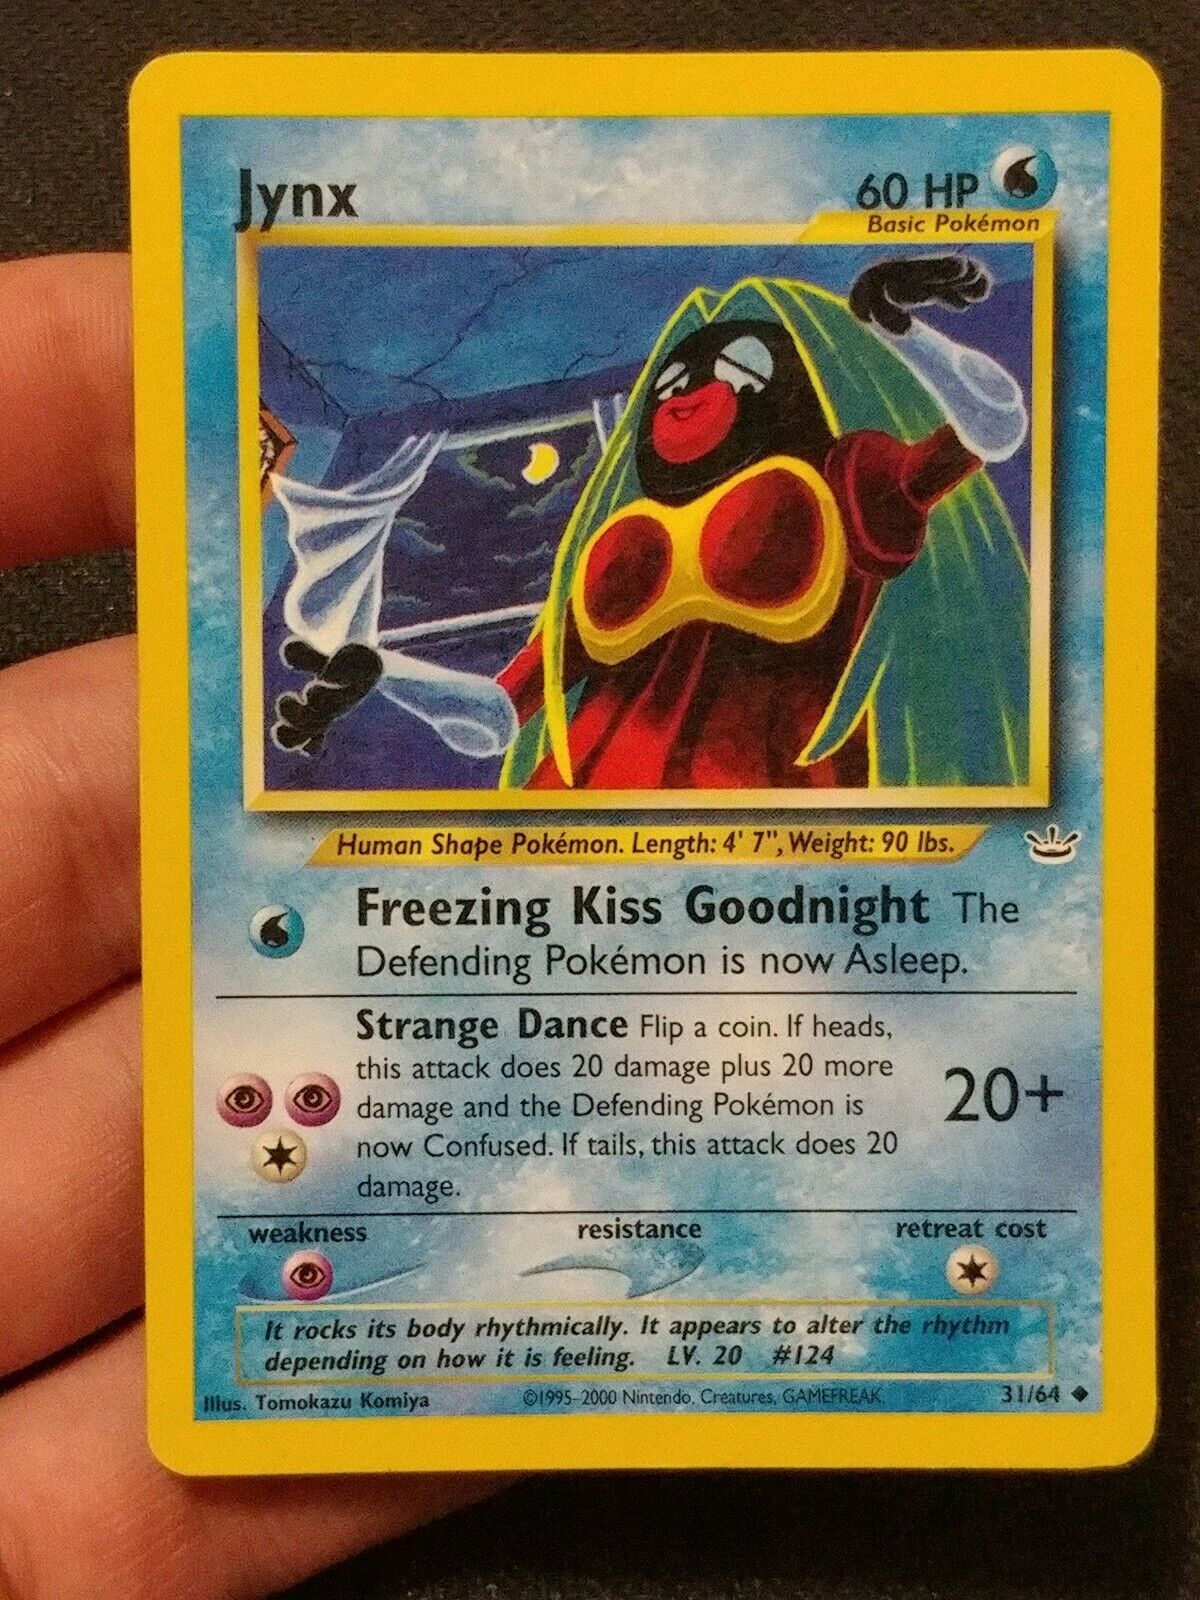 Jynx
60 HP
Basic Pokémon
Human Shape Pokémon. Length: 4' 7", Weight: 90 lbs.
Freezing Kiss Goodnight The
Defending Pokémon is now Asleep.
Strange Dance Flip a coin. If heads,
this attack does 20 damage plus 20 more
damage and the Defending Pokémon is
now Confused. If tails, this attack does 20
damage.
20+
weakness
resistance
retreat cost
It rocks its body rhythmically. It appears to alter the rhythm
depending on how it is feeling. LV. 20 #124
Illus. Tomokazu Komiya
©1995-2000 Nintendo, Creatures, GAMEFREAK.
31/64